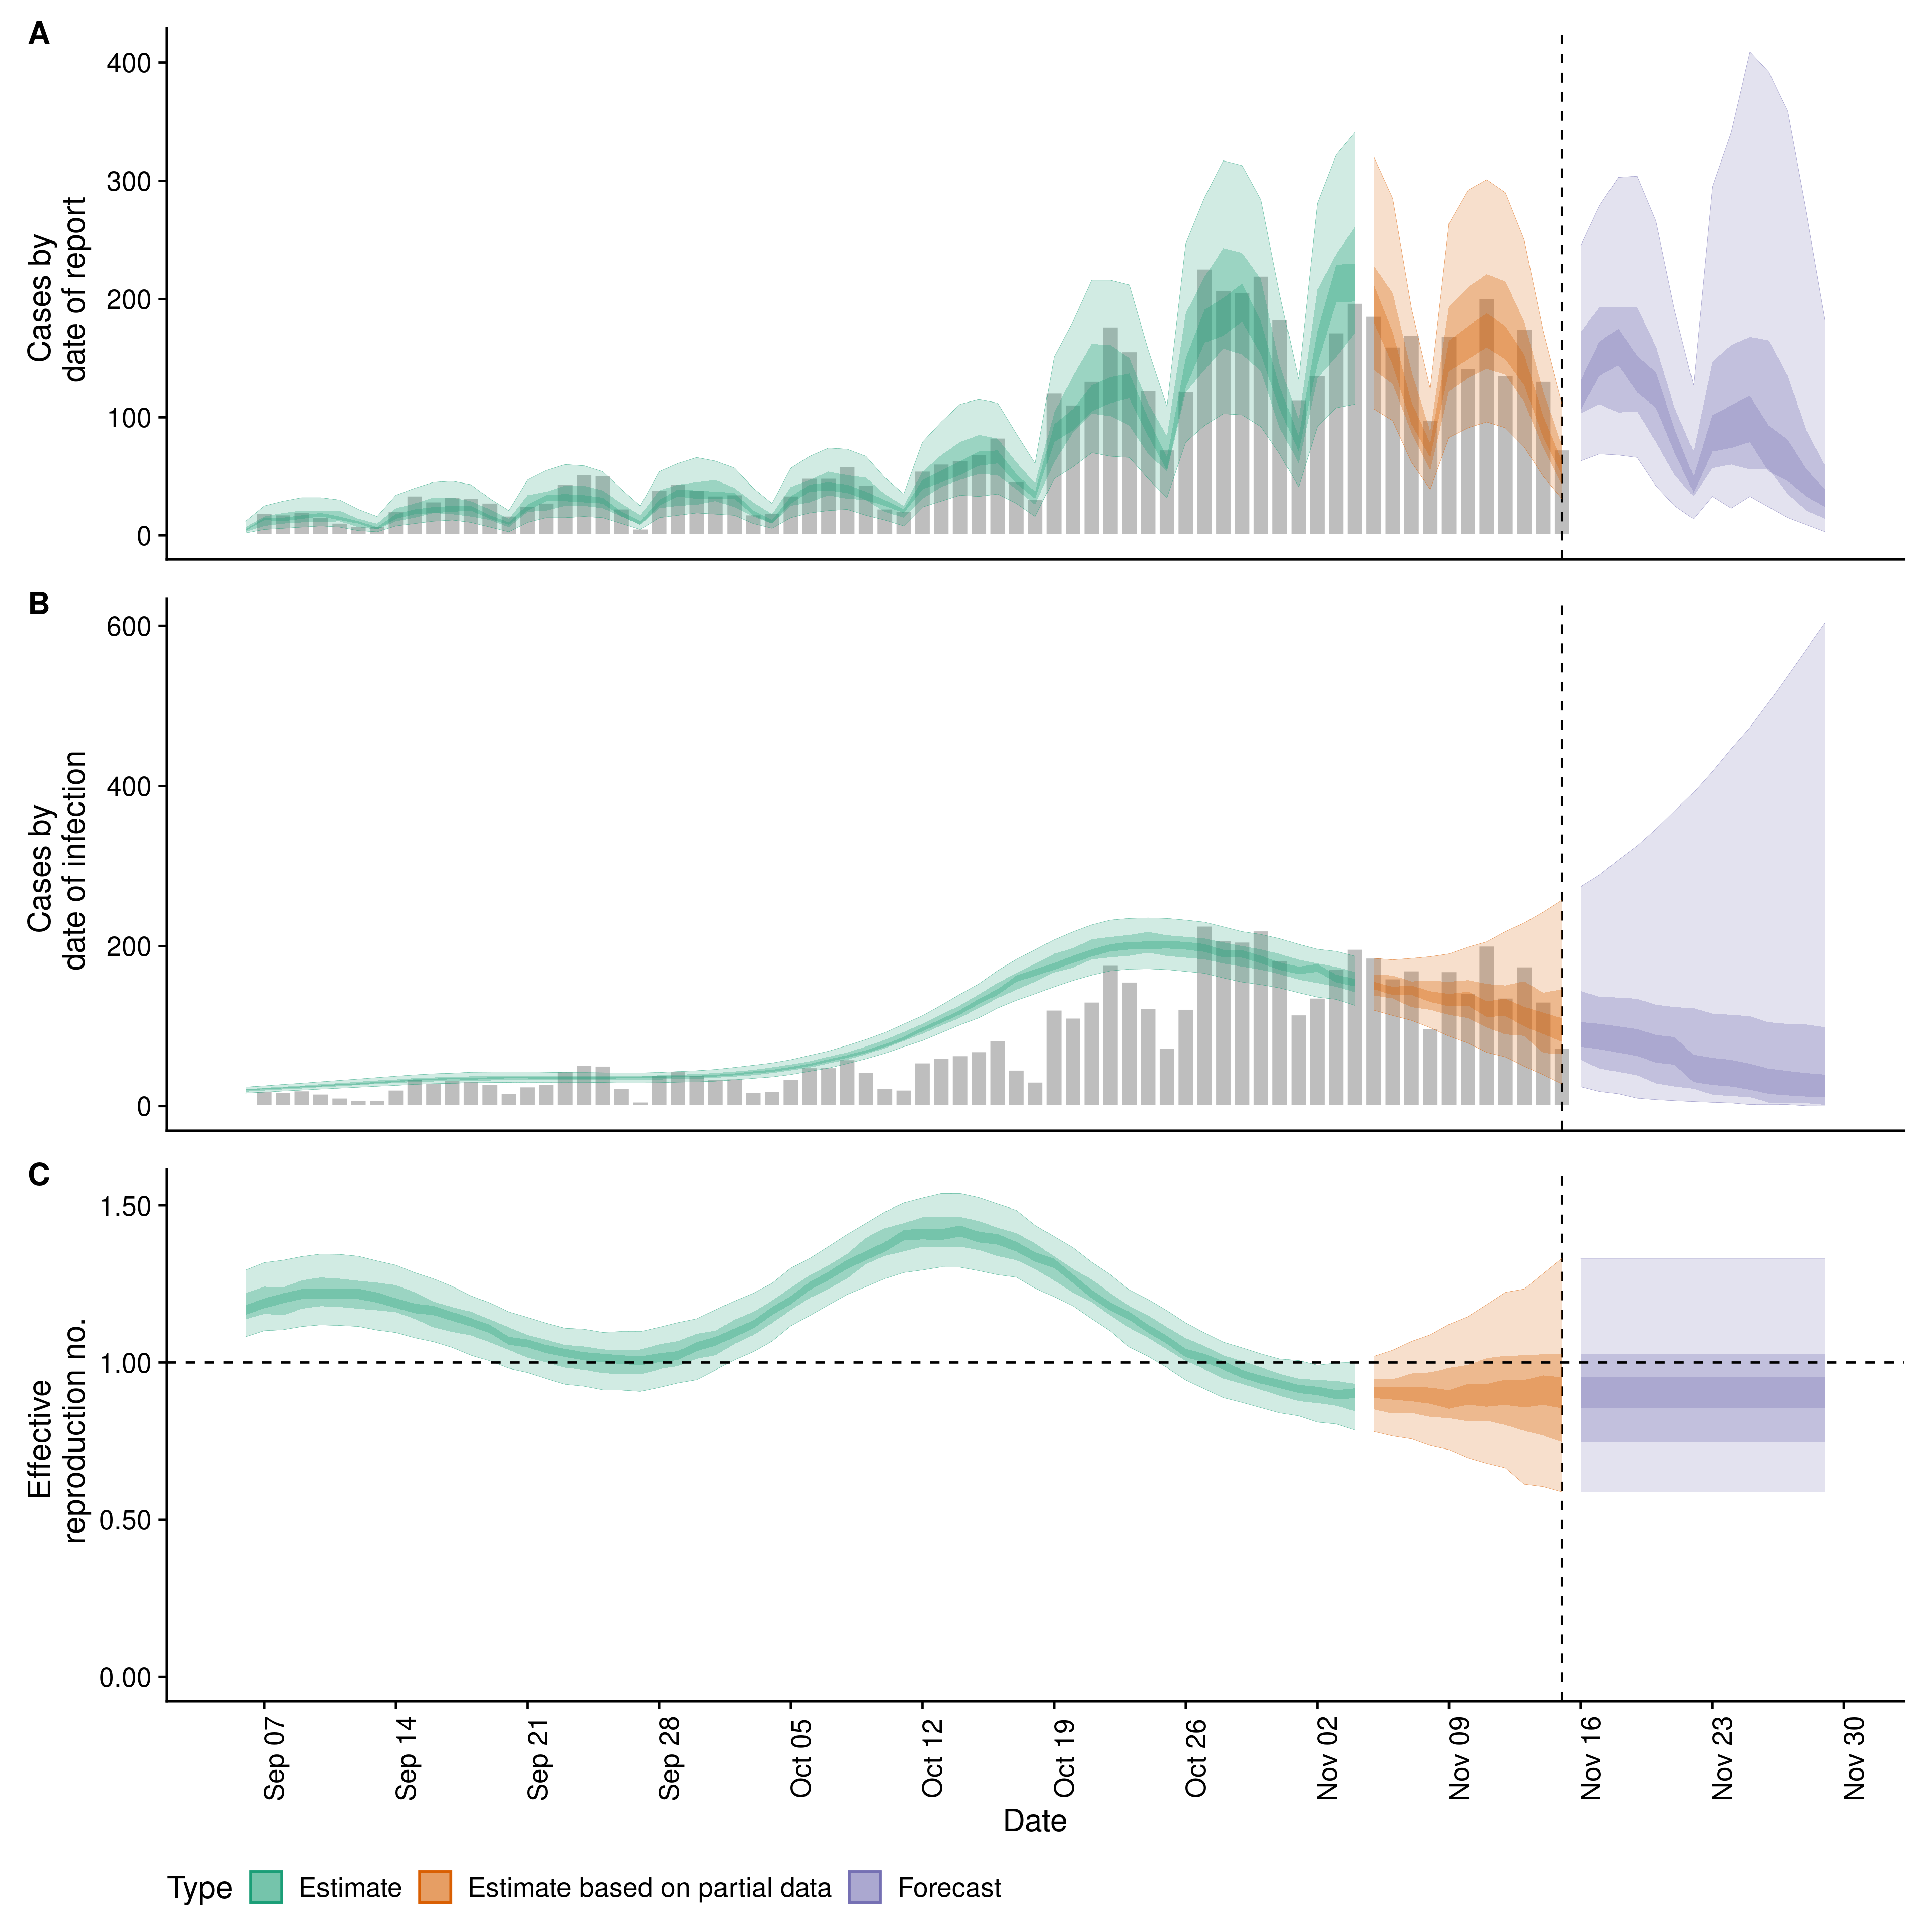 A
Cases by
date of report
400
300
200
100
0
B
Cases by
date of infection
600
400
200
0
C
Effective
reproduction no.
1.50
1.00
0.50
0.00
Sep 07
Sep 14
Sep 21
Sep 28
Oct 05
Oct 12
Oct 19
Oct 26
Nov 02
Nov 09
Nov 16
Nov 23
Nov 30
Date
Type Estimate Estimate based on partial data Forecast